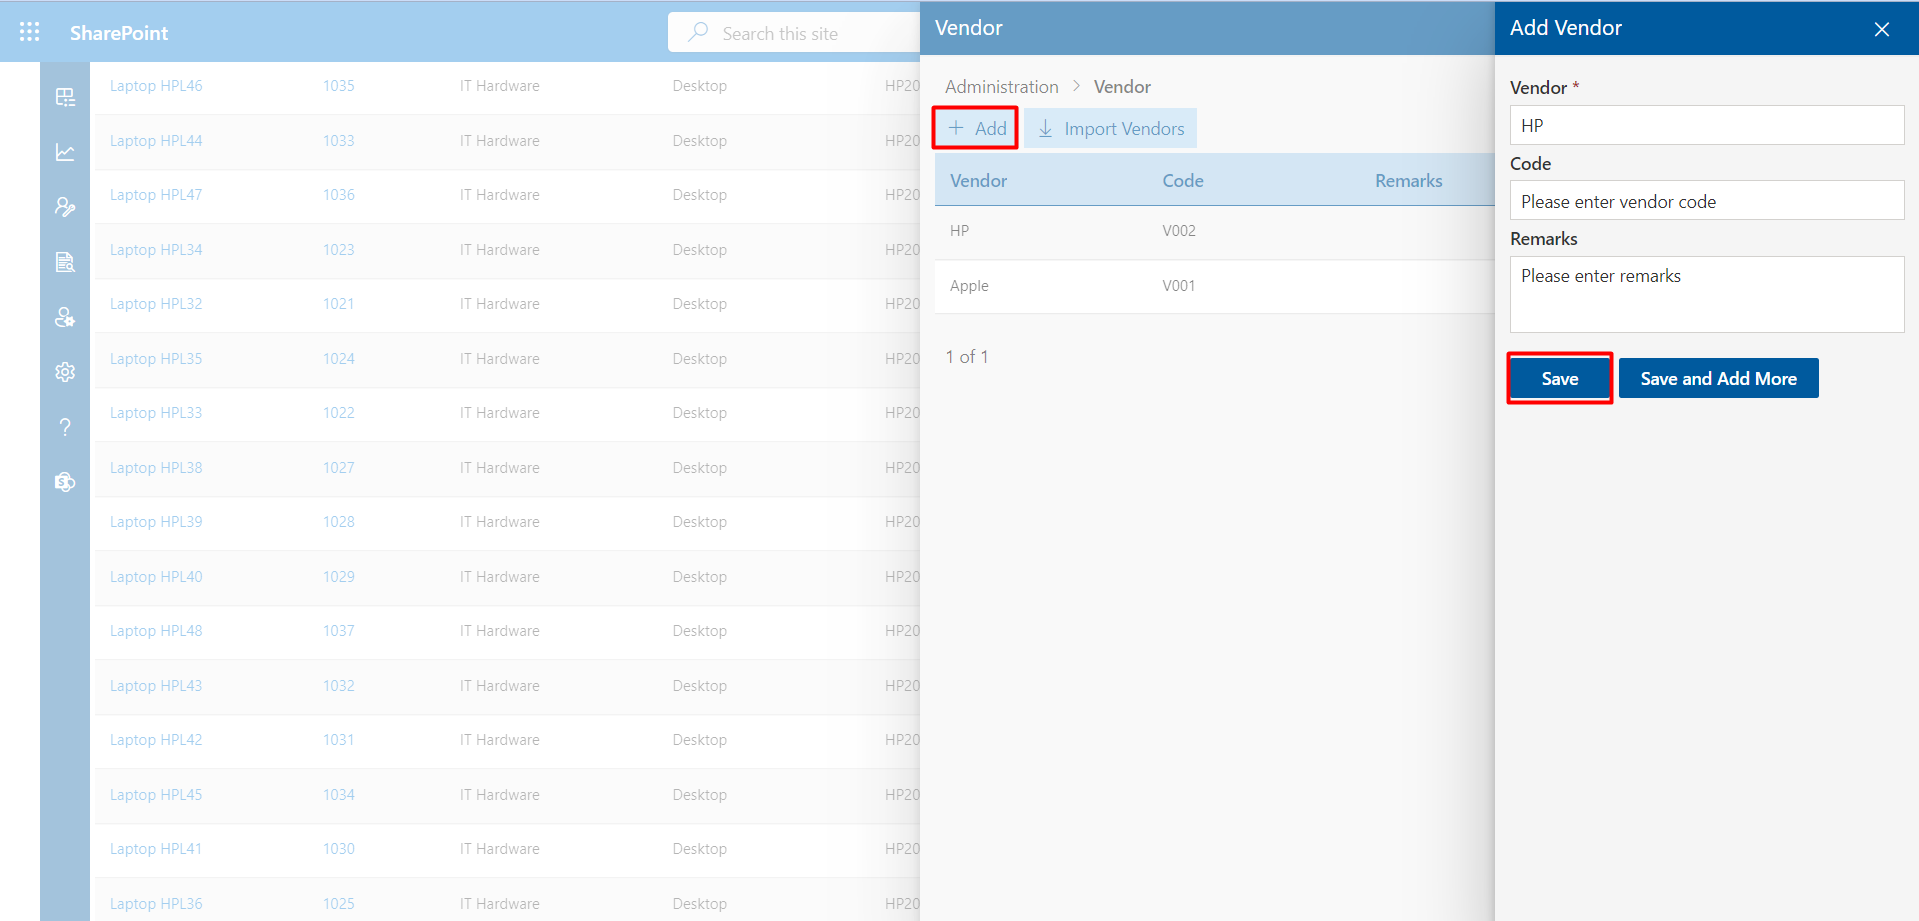 SharePoint
Search this site
Laptop HPL46 1035 IT Hardware Desktop HP20
Laptop HPL44 1033 IT Hardware Desktop HP20
Laptop HPL47 1036 IT Hardware Desktop HP20
Laptop HPL34 1023 IT Hardware Desktop HP20
Laptop HPL32 1021 IT Hardware Desktop HP20
Laptop HPL35 1024 IT Hardware Desktop HP20
Laptop HPL33 1022 IT Hardware Desktop HP20
Laptop HPL38 1027 IT Hardware Desktop HP20
Laptop HPL39 1028 IT Hardware Desktop HP20
Laptop HPL40 1029 IT Hardware Desktop HP20
Laptop HPL48 1037 IT Hardware Desktop HP20
Laptop HPL43 1032 IT Hardware Desktop HP20
Laptop HPL42 1031 IT Hardware Desktop HP20
Laptop HPL45 1034 IT Hardware Desktop HP20
Laptop HPL41 1030 IT Hardware Desktop HP20
Laptop HPL36 1025 IT Hardware Desktop HP20
Vendor
Administration > Vendor
+ Add Import Vendors
Vendor Code Remarks
HP V002
Apple V001
1 of 1
Add Vendor
Vendor *
HP
Code
Please enter vendor code
Remarks
Please enter remarks
Save Save and Add More